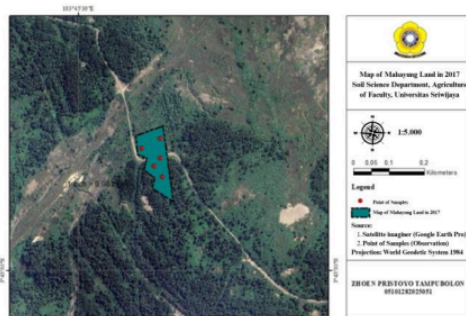 103°45'30"E
Map of Mahayung Land in 2017
Soil Science Department, Agriculture
of Faculty, Universitas Sriwijaya
1:5.000
0 0.05 0.1 0.2
Kilometers
Legend
Point of Samples
Map of Mahayung Land in 2017
Source:
1. Satellite imaginer (Google Earth Pro)
2. Point of Samples (Observation)
Projection: World Geodetic System 1984
ZHOEN PRISTOYO TAMPUBOLON
05101282025051